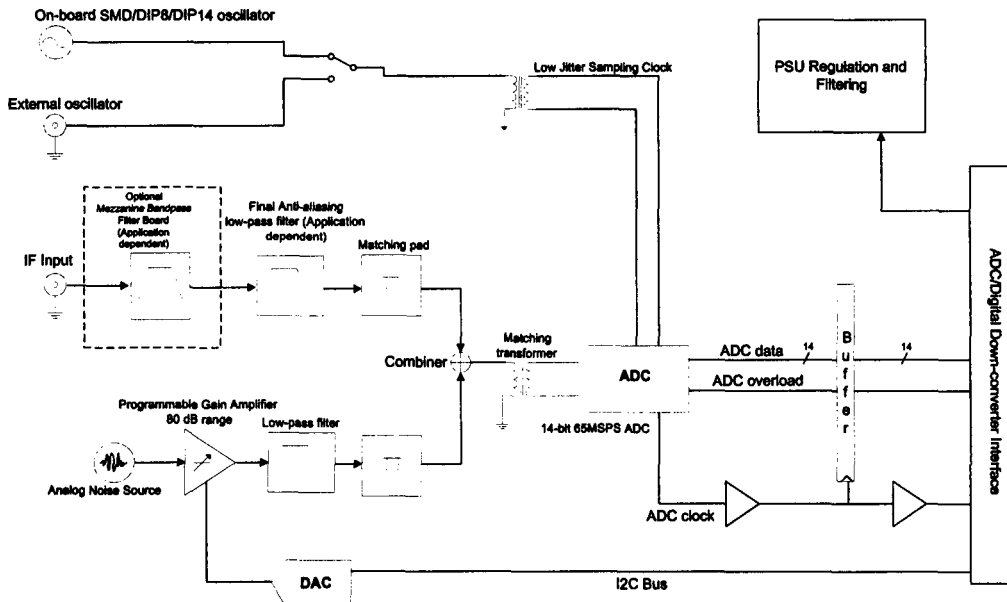 On-board SMD/DIP8/DIP14 oscillator
External oscillator
Low Jitter Sampling Clock
PSU Regulation and
Filtering
Optional
Mezzanine Bandpass
Filter Board
(Application
dependent)
Final Anti-aliasing
low-pass filter (Application
dependent)
Matching pad
IF Input
Combiner
Matching
transformer
ADC
14-bit 65MSPS ADC
ADC data
14
14
ADC overload
Buffer
ADC/Digital Down-converter Interface
Programmable Gain Amplifier
80 dB range
Low-pass filter
Analog Noise Source
ADC clock
DAC
I2C Bus